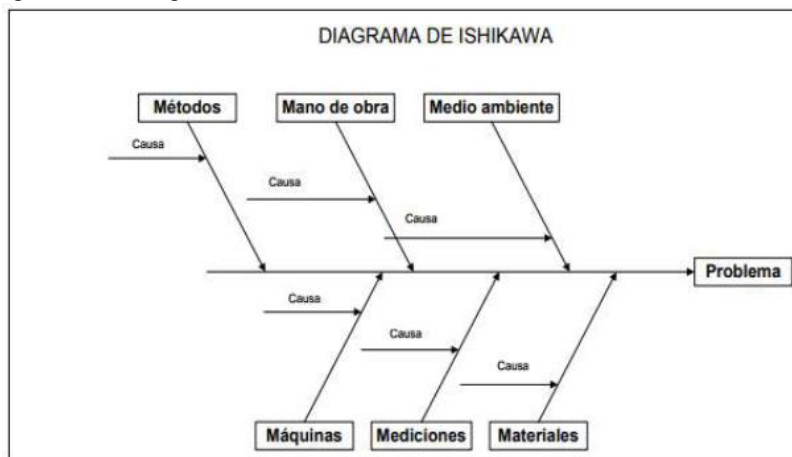 DIAGRAMA DE ISHIKAWA
Métodos
Mano de obra
Medio ambiente
Causa
Causa
Causa
Problema
Causa
Causa
Causa
Máquinas
Mediciones
Materiales